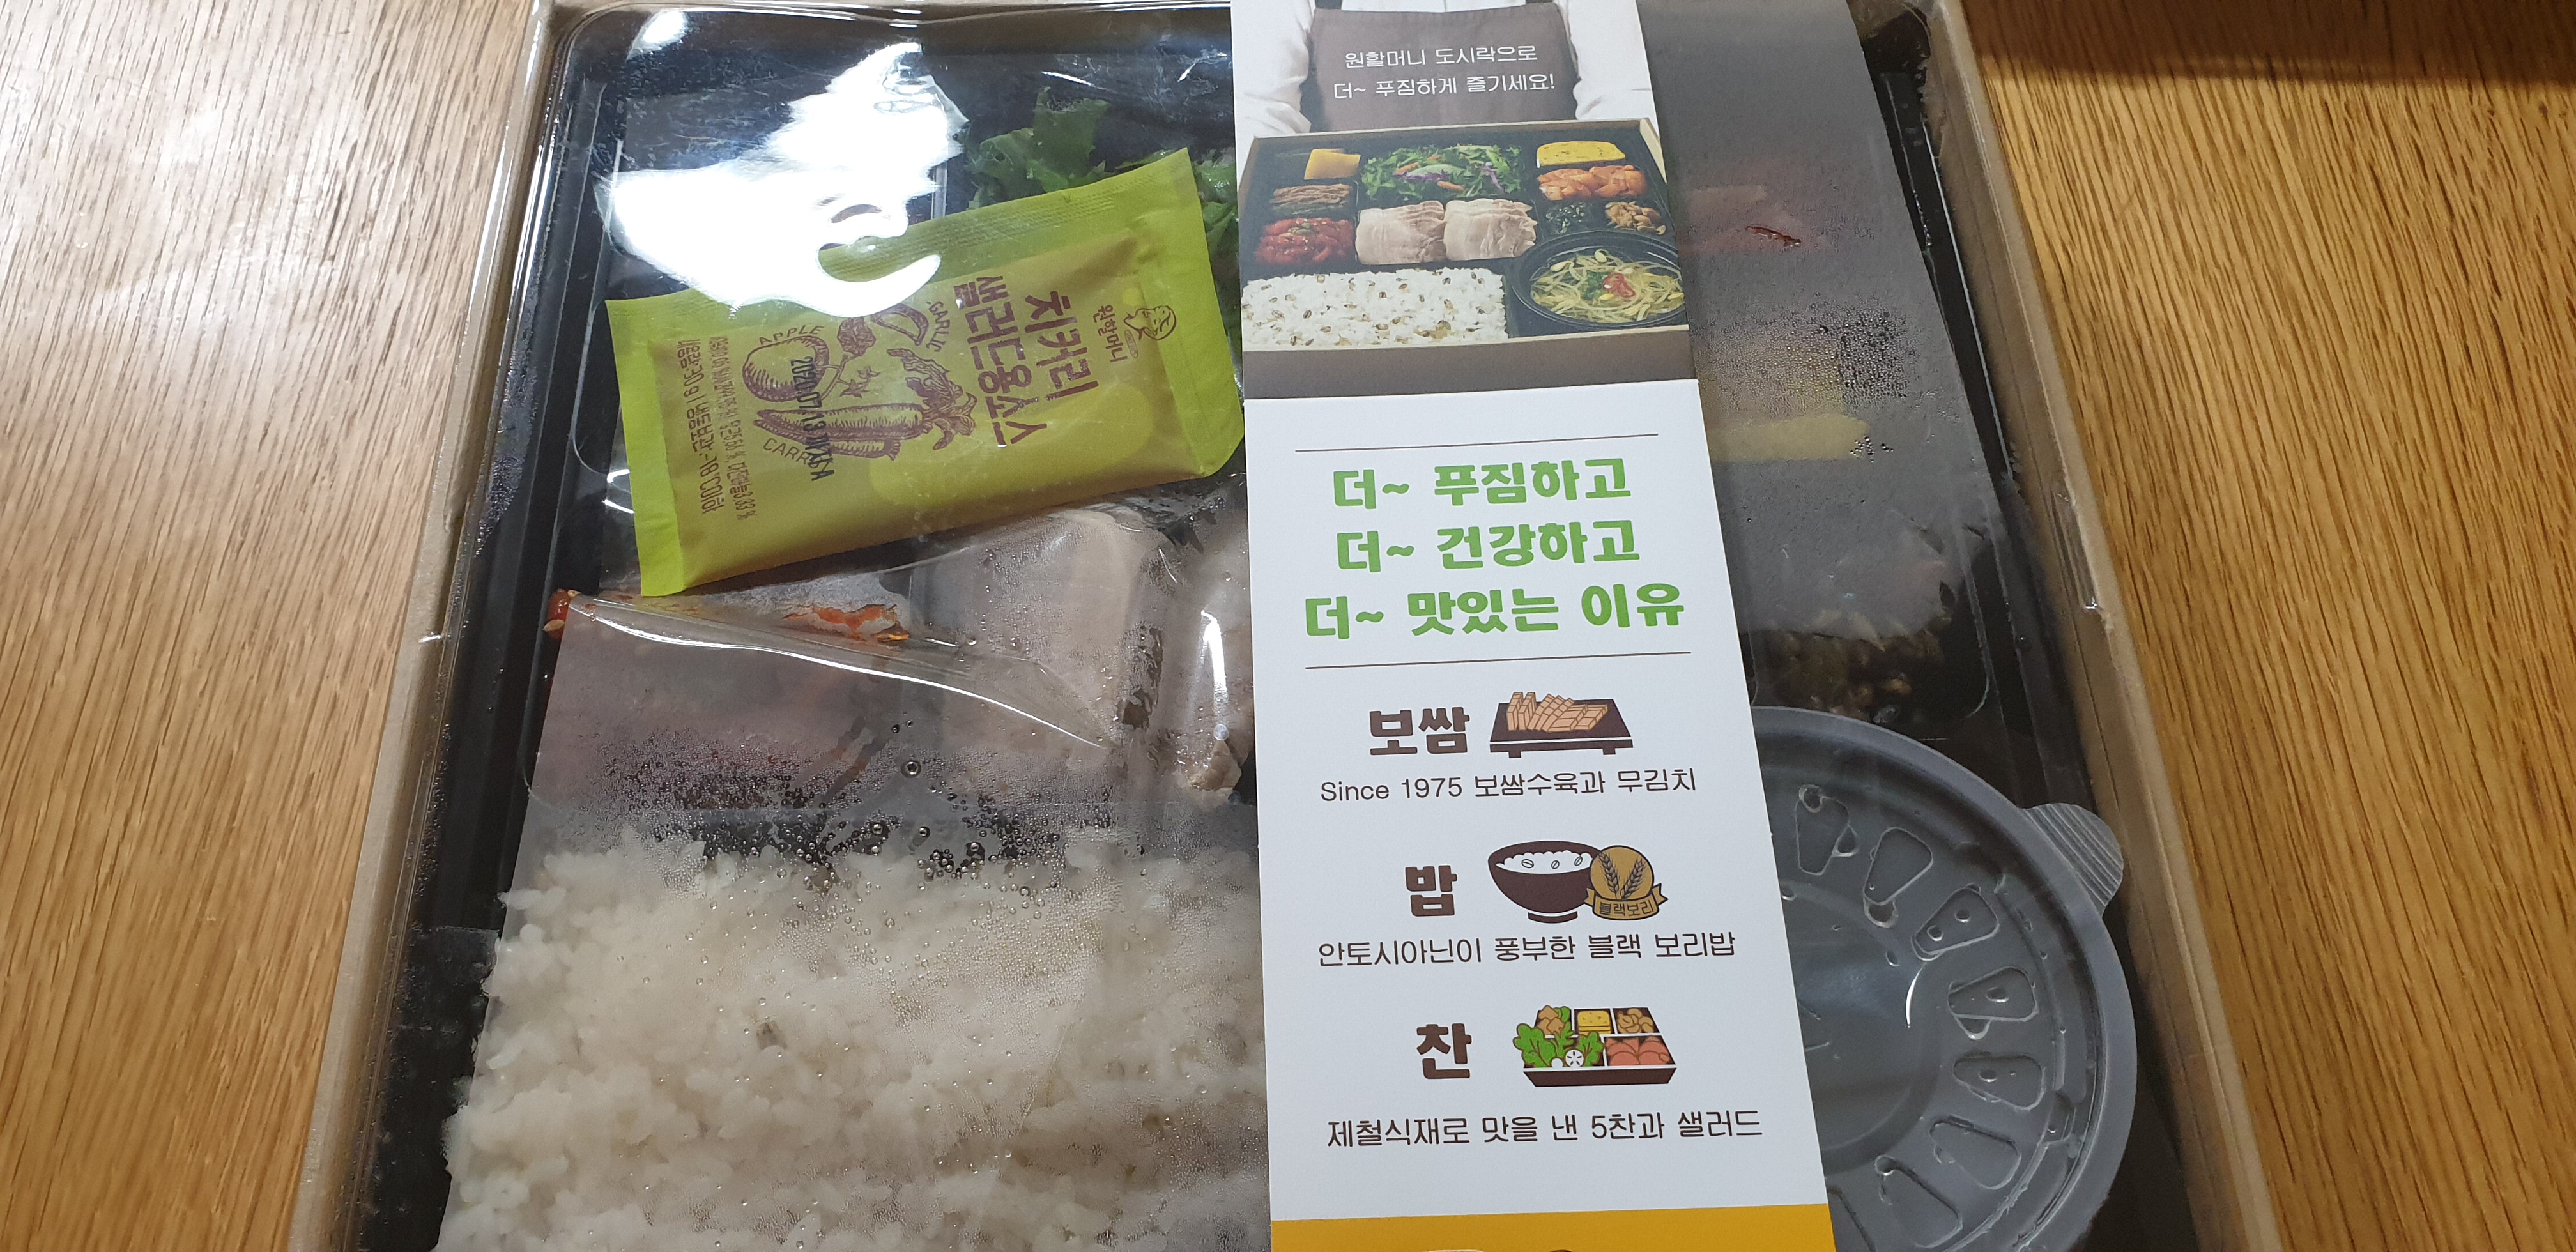 원할머니 도시락으로
더~ 푸짐하게 즐기세요!
더~ 푸짐하고
더~ 건강하고
더~ 맛있는 이유
보쌈
Since 1975 보쌈수육과 무김치
밥
블랙보리
안토시아닌이 풍부한 블랙 보리밥
찬
제철식재로 맛을 낸 5찬과 샐러드
원할머니
치커리
샐러드용소스
GARLIC
APPLE